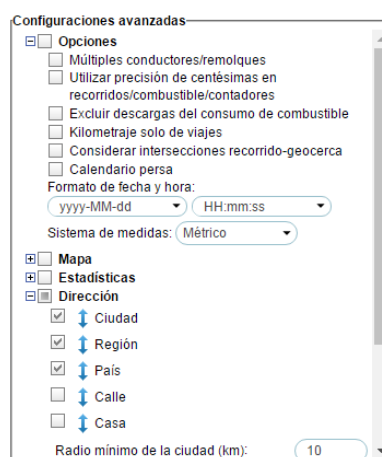 Configuraciones avanzadas
Opciones
Múltiples conductores/remolques
Utilizar precisión de centésimas en
recorridos/combustible/contadores
Excluir descargas del consumo de combustible
Kilometraje solo de viajes
Considerar intersecciones recorrido-geocerca
Calendario persa
Formato de fecha y hora:
yyyy-MM-dd HH:mm:ss
Sistema de medidas: Métrico
Mapa
Estadísticas
Dirección
Ciudad
Región
País
Calle
Casa
Radio mínimo de la ciudad (km): 10